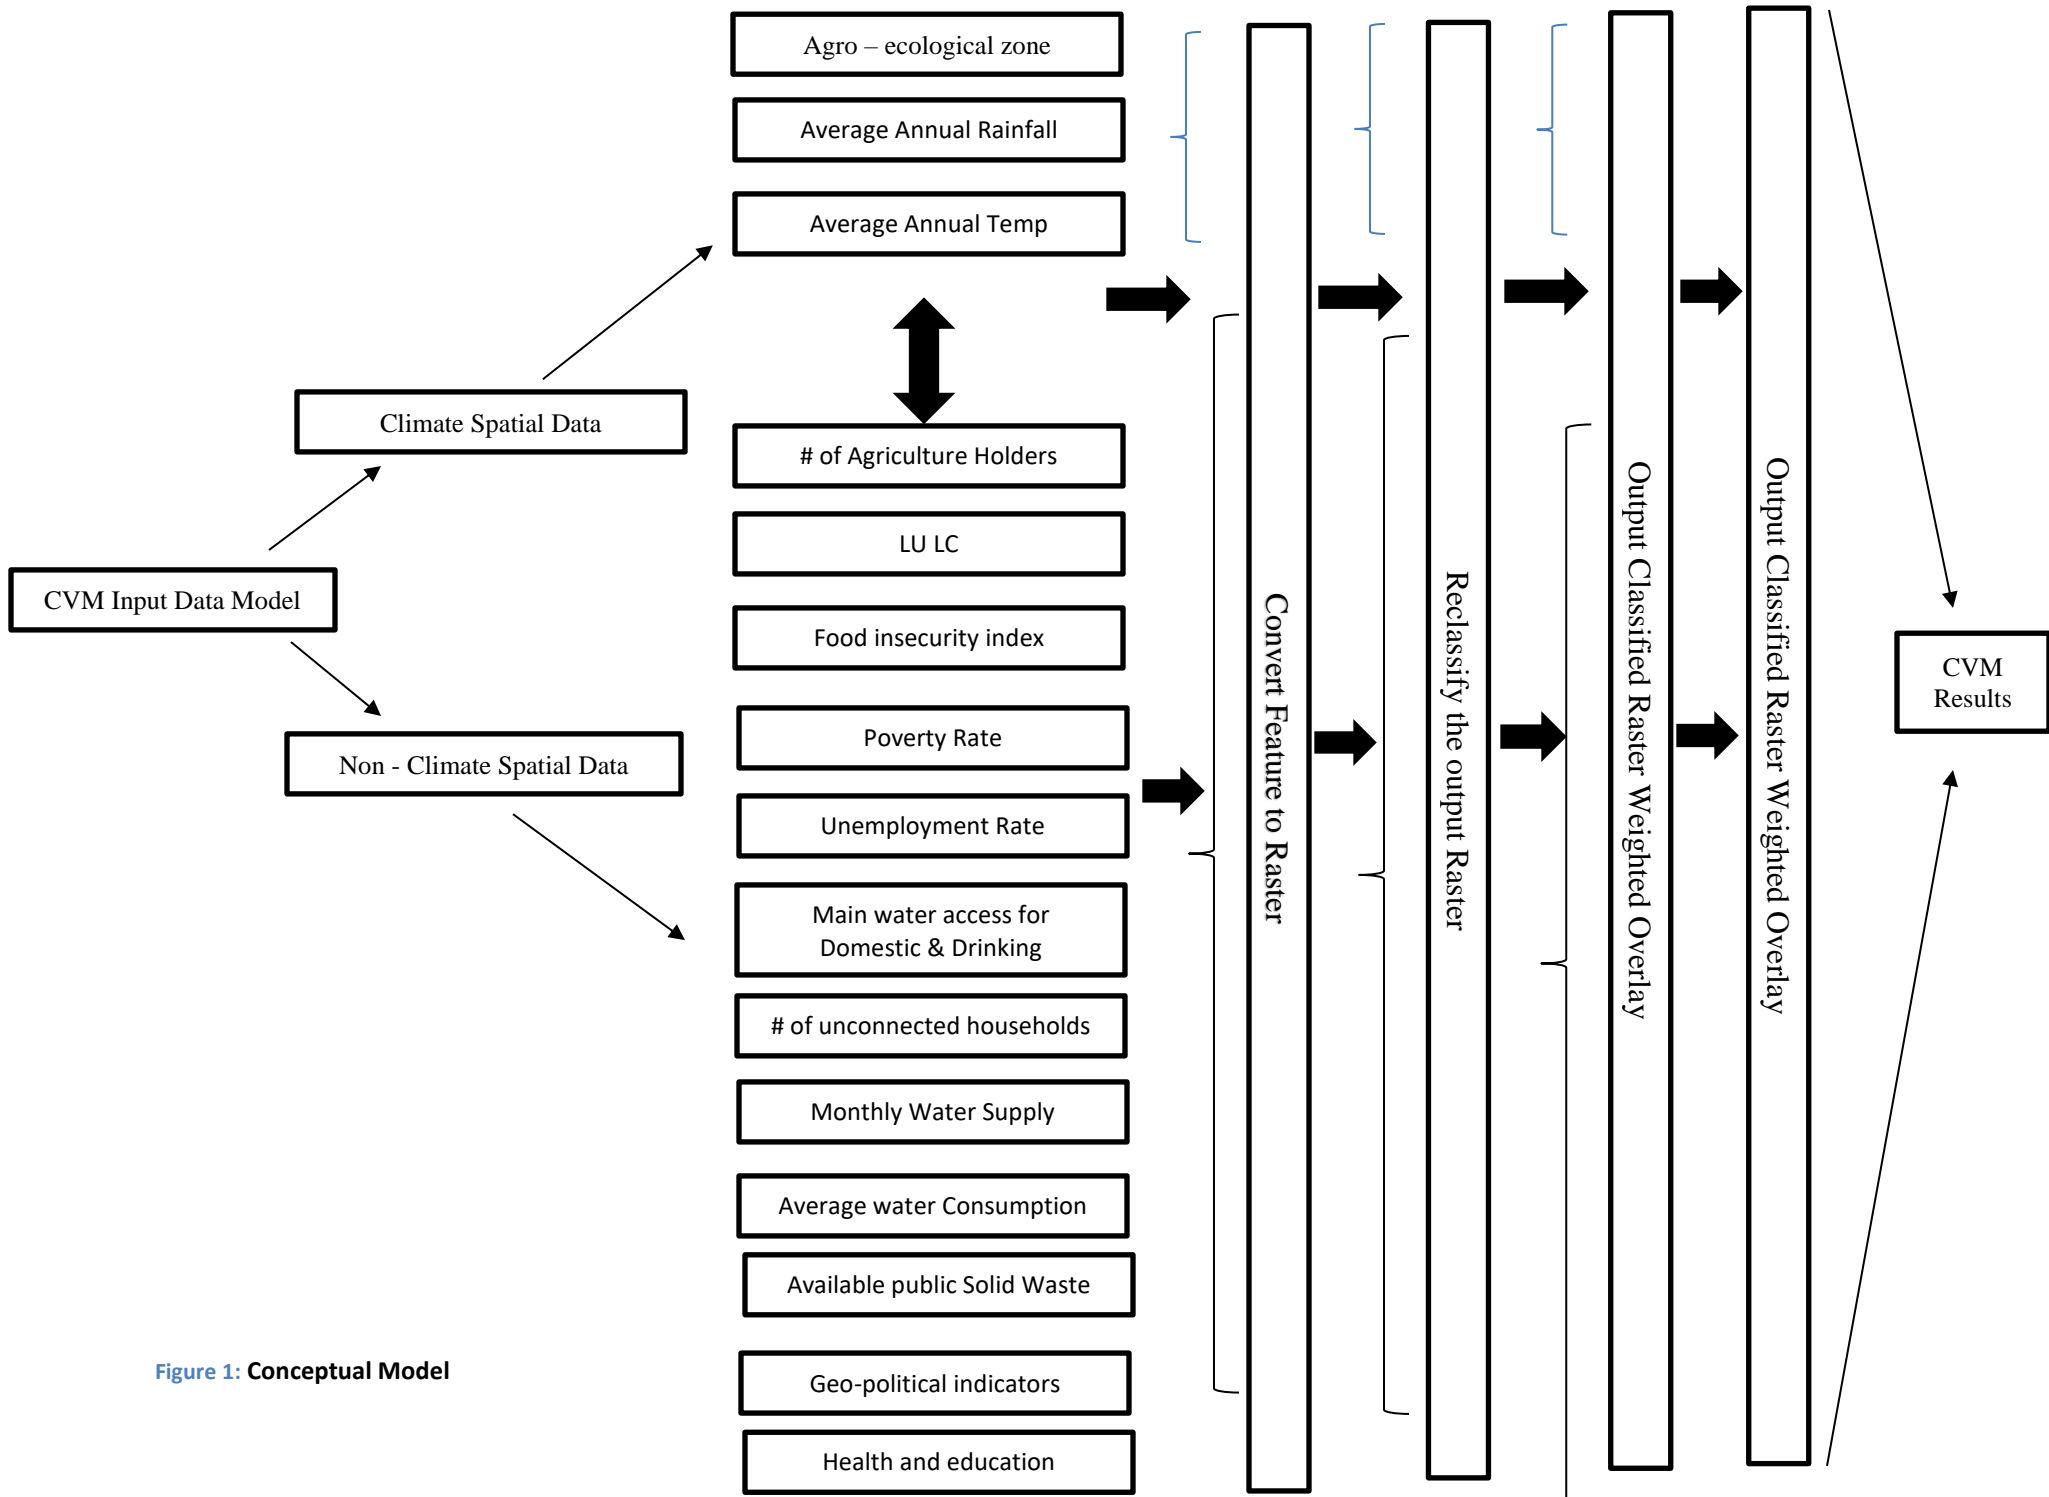 Agro – ecological zone
Average Annual Rainfall
Average Annual Temp
Climate Spatial Data
# of Agriculture Holders
LU LC
CVM Input Data Model
Food insecurity index
Non - Climate Spatial Data
Poverty Rate
Unemployment Rate
Main water access for
Domestic & Drinking
# of unconnected households
Monthly Water Supply
Average water Consumption
Available public Solid Waste
Geo-political indicators
Health and education
Convert Feature to Raster
Reclassify the output Raster
Output Classified Raster Weighted Overlay
Output Classified Raster Weighted Overlay
CVM
Results
Figure 1: Conceptual Model